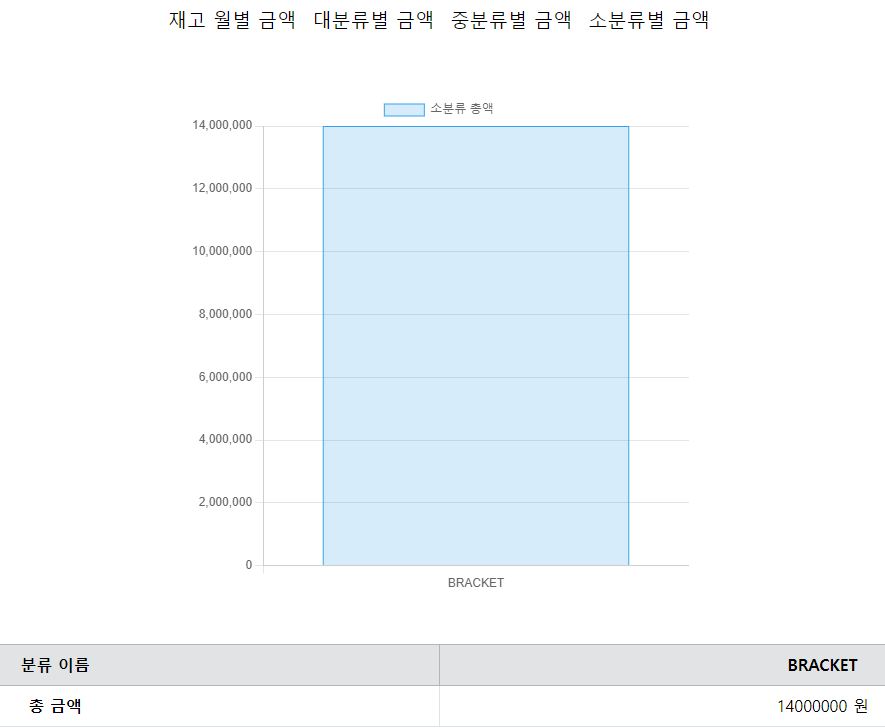 재고 월별 금액 대분류별 금액 중분류별 금액 소분류별 금액
소분류 총액
14,000,000
12,000,000
10,000,000
8,000,000
6,000,000
4,000,000
2,000,000
0
BRACKET
분류 이름 BRACKET
총 금액 14000000 원